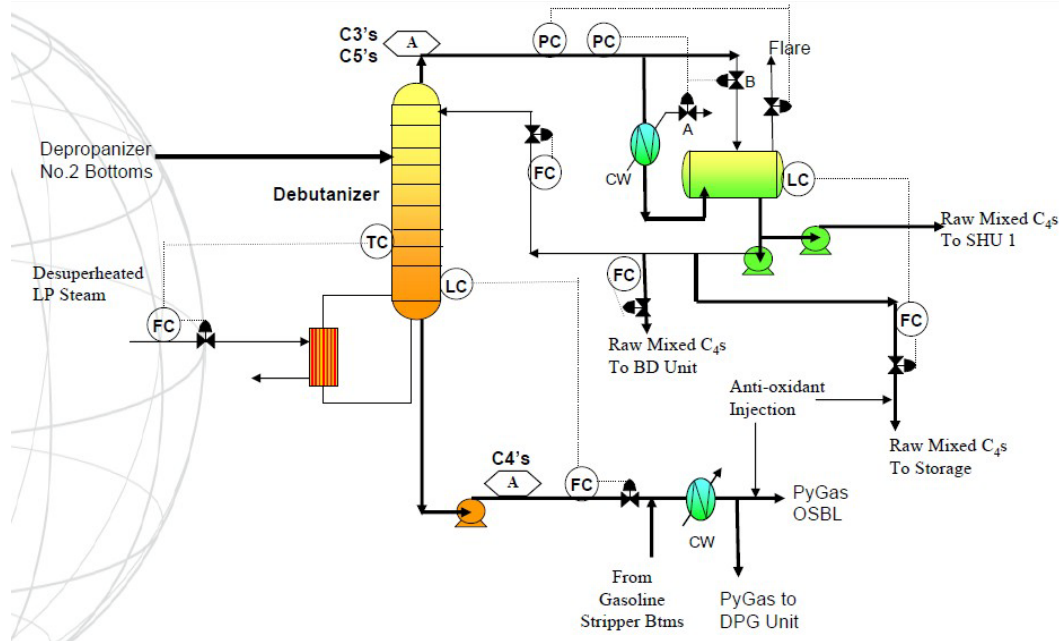 C3's
C5's
A
PC
PC
Flare
B
A
Depropanizer
No.2 Bottoms
CW
FC
LC
Debutanizer
Raw Mixed C₄s
To SHU 1
TC
Desuperheated
LP Steam
LC
FC
FC
FC
Raw Mixed C₄s
To BD Unit
Anti-oxidant
Injection
Raw Mixed C₄s
To Storage
C4's
A
FC
PyGas
OSBL
CW
From
Gasoline
Stripper Btms
PyGas to
DPG Unit